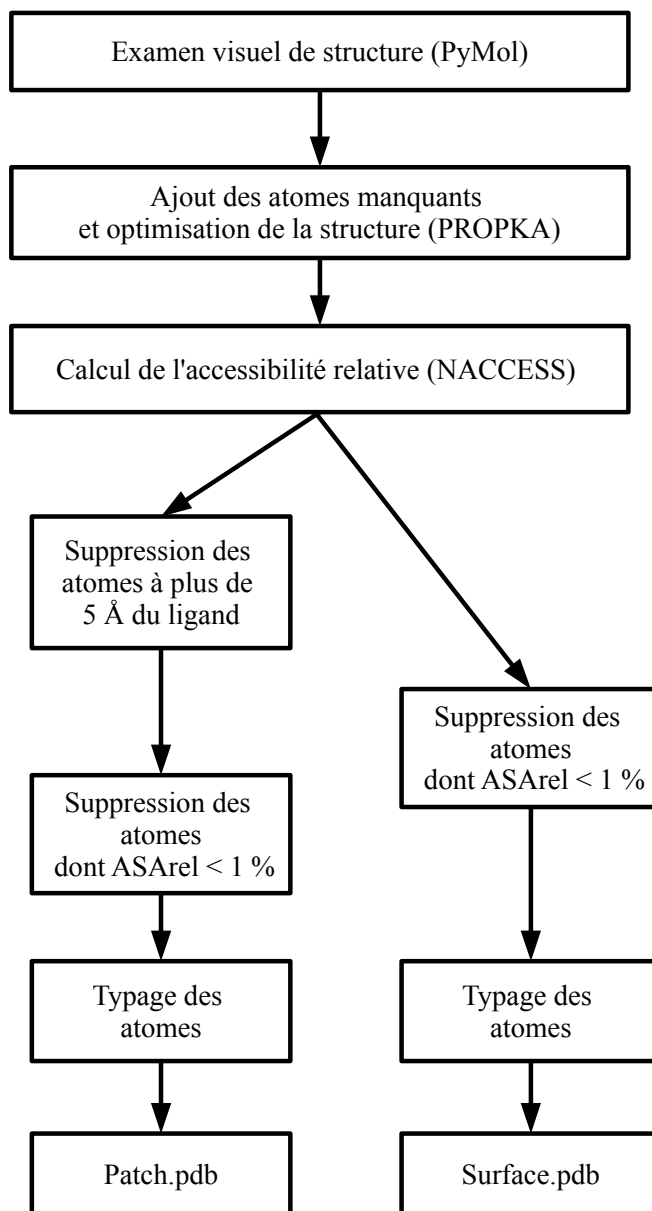 Examen visuel de structure (PyMol)
Ajout des atomes manquants
et optimisation de la structure (PROPKA)
Calcul de l'accessibilité relative (NACCESS)
Suppression des
atomes à plus de
5 Å du ligand
Suppression des
atomes
dont ASArel < 1 %
Suppression des
atomes
dont ASArel < 1 %
Typage des
atomes
Typage des
atomes
Patch.pdb
Surface.pdb